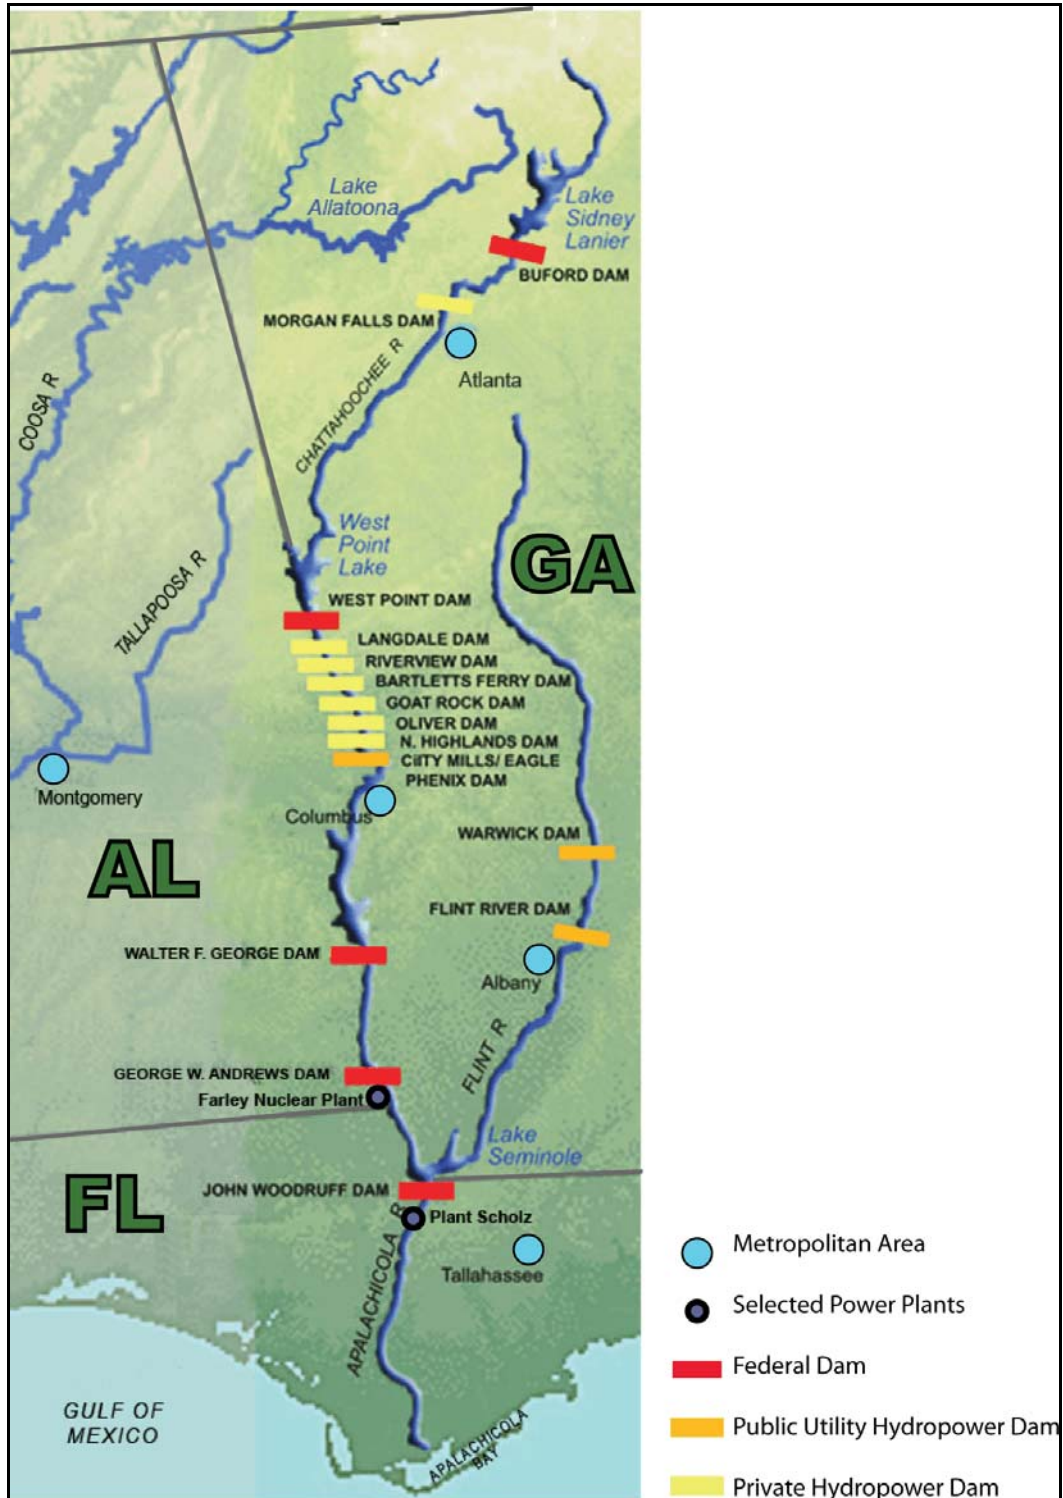 Lake
Allatoona
Lake
Sidney
Lanier
BUFORD DAM
MORGAN FALLS DAM
Atlanta
CHATTAHOOCHEE R
COOSA R
West
Point
Lake
GA
TALLAPOOSA R
WEST POINT DAM
LANGDALE DAM
RIVERVIEW DAM
BARTLETTS FERRY DAM
GOAT ROCK DAM
OLIVER DAM
N. HIGHLANDS DAM
CIITY MILLS/ EAGLE
PHENIX DAM
Montgomery
Columbus
WARWICK DAM
AL
FLINT RIVER DAM
WALTER F. GEORGE DAM
Albany
FLINT R
GEORGE W. ANDREWS DAM
Farley Nuclear Plant
Lake
Seminole
FL
JOHN WOODRUFF DAM
Plant Scholz
Tallahassee
APALACHICOLA R
GULF OF
MEXICO
APALACHICOLA
BAY
Metropolitan Area
Selected Power Plants
Federal Dam
Public Utility Hydropower Dam
Private Hydropower Dam